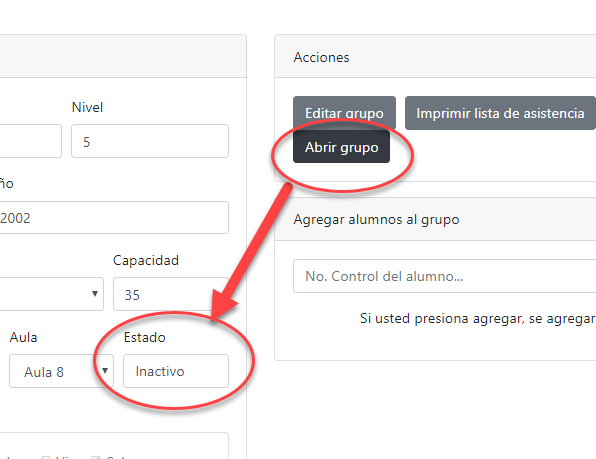 Acciones
Nivel
Editar grupo
Imprimir lista de asistencia
5
Abrir grupo
ño
2002
Agregar alumnos al grupo
Capacidad
No. Control del alumno...
35
Si usted presiona agregar, se agregar
Aula
Estado
Aula 8
Inactivo